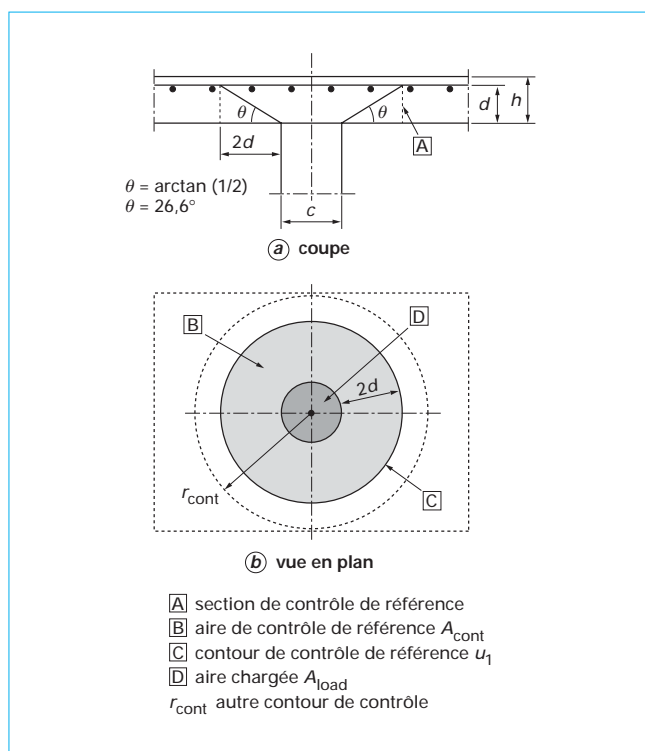 d
h
θ
θ
A
2d
θ = arctan (1/2)
θ = 26,6°
c
a coupe
B
D
2d
r_cont
C
b vue en plan
A section de contrôle de référence
B aire de contrôle de référence A_cont
C contour de contrôle de référence u_1
D aire chargée A_load
r_cont autre contour de contrôle